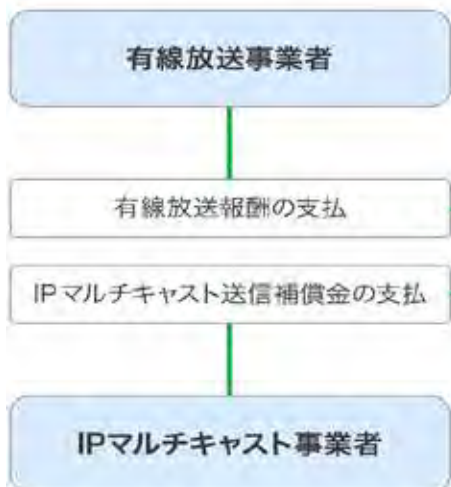 有線放送事業者
有線放送報酬の支払
IPマルチキャスト送信補償金の支払
IPマルチキャスト事業者